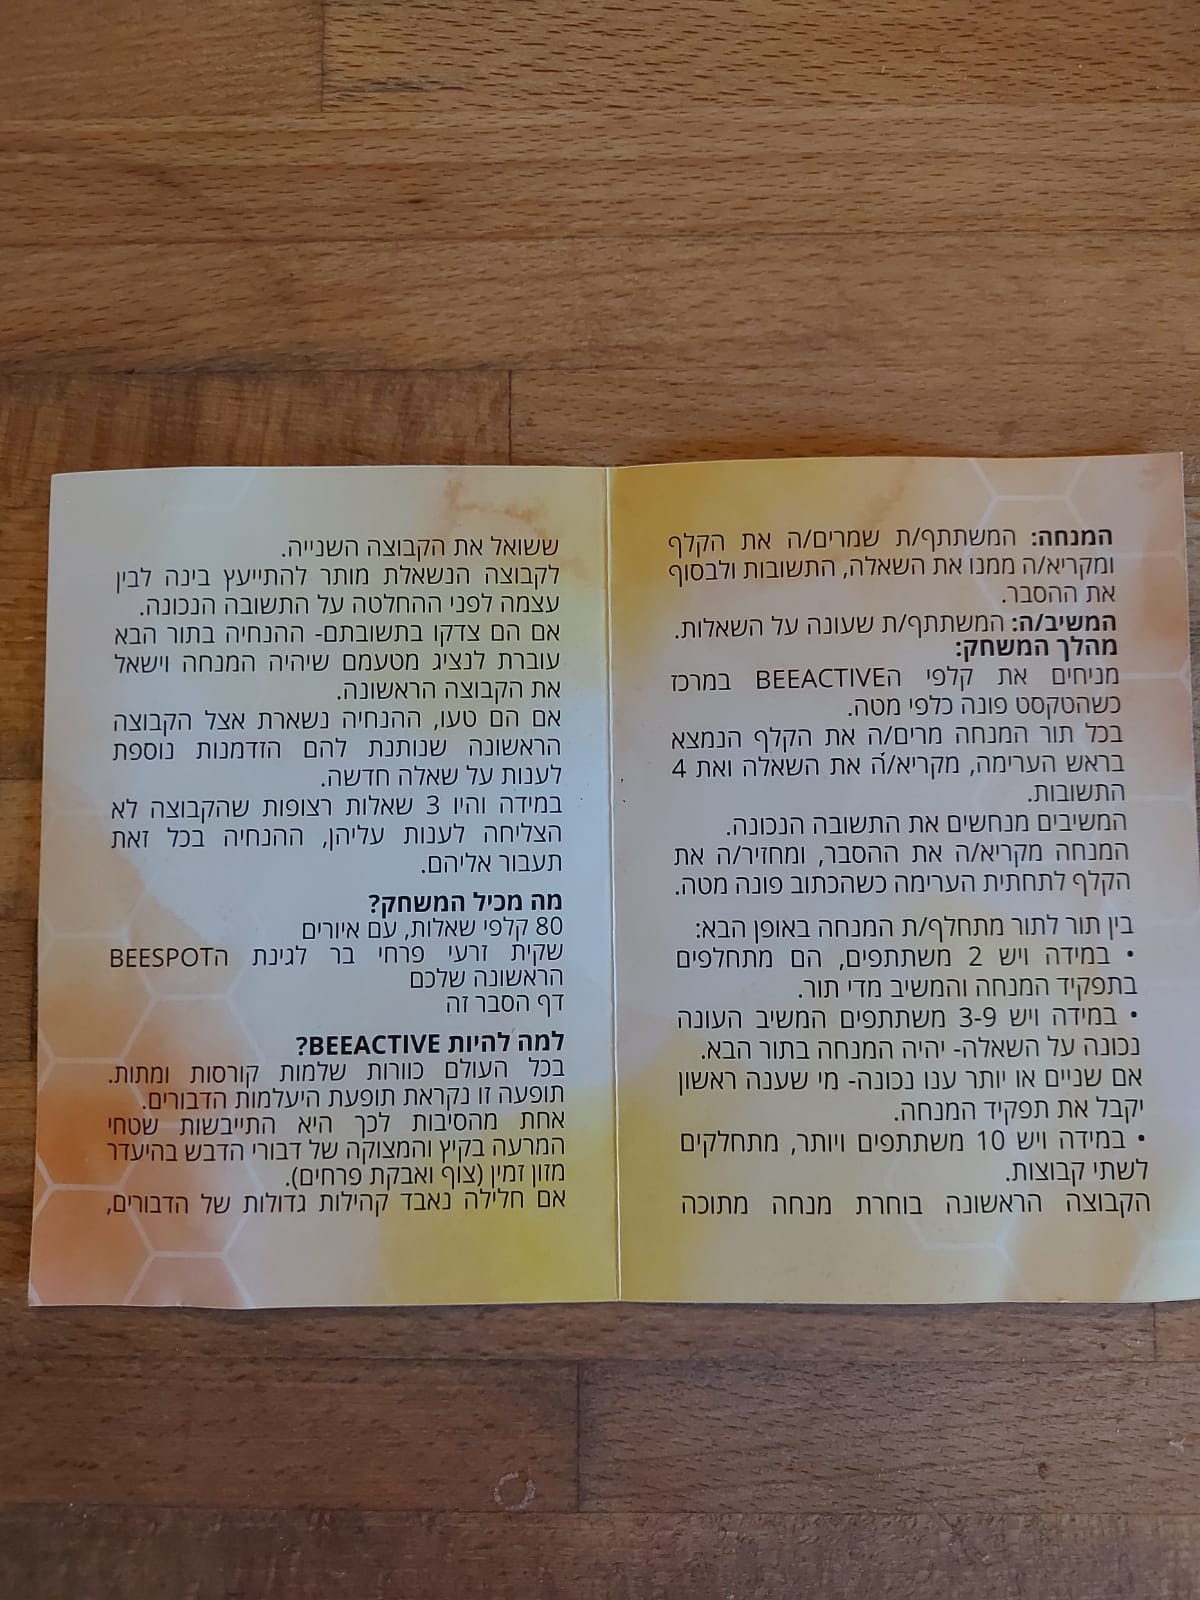 המנחה: המשתתף/ת שמרים/ה את הקלף
ומקריא/ה ממנו את השאלה, התשובות ולבסוף
את ההסבר.
המשיב/ה: המשתתף/ת שעונה על השאלות.
מהלך המשחק:
מניחים את קלפי הBEEACTIVE במרכז
כשהטקסט פונה כלפי מטה.
בכל תור המנחה מרים/ה את הקלף הנמצא
בראש הערימה, מקריא/ה את השאלה ואת 4
התשובות.
המשיבים מנחשים את התשובה הנכונה.
המנחה מקריא/ה את ההסבר, ומחזיר/ה את
הקלף לתחתית הערימה כשהכתוב פונה מטה.
בין תור לתור מתחלף/ת המנחה באופן הבא:
• במידה ויש 2 משתתפים, הם מתחלפים
בתפקיד המנחה והמשיב מדי תור.
• במידה ויש 3-9 משתתפים המשיב העונה
נכונה על השאלה- יהיה המנחה בתור הבא.
אם שניים או יותר ענו נכונה- מי שענה ראשון
יקבל את תפקיד המנחה.
• במידה ויש 10 משתתפים ויותר, מתחלקים
לשתי קבוצות.
הקבוצה הראשונה בוחרת מנחה מתוכה
ששואל את הקבוצה השנייה.
לקבוצה הנשאלת מותר להתייעץ בינה לבין
עצמה לפני ההחלטה על התשובה הנכונה.
אם הם צדקו בתשובתם- ההנחיה בתור הבא
עוברת לנציג מטעמם שיהיה המנחה וישאל
את הקבוצה הראשונה.
אם הם טעו, ההנחיה נשארת אצל הקבוצה
הראשונה שנותנת להם הזדמנות נוספת
לענות על שאלה חדשה.
במידה והיו 3 שאלות רצופות שהקבוצה לא
הצליחה לענות עליהן, ההנחיה בכל זאת
תעבור אליהם.
מה מכיל המשחק?
80 קלפי שאלות, עם איורים
שקית זרעי פרחי בר לגינת הBEESPOT
הראשונה שלכם
דף הסבר זה
למה להיות BEEACTIVE?
בכל העולם כוורות שלמות קורסות ומתות.
תופעה זו נקראת תופעת היעלמות הדבורים.
אחת מהסיבות לכך היא התייבשות שטחי
המרעה בקיץ והמצוקה של דבורי הדבש בהיעדר
מזון זמין (צוף ואבקת פרחים).
אם חלילה נאבד קהילות גדולות של הדבורים,